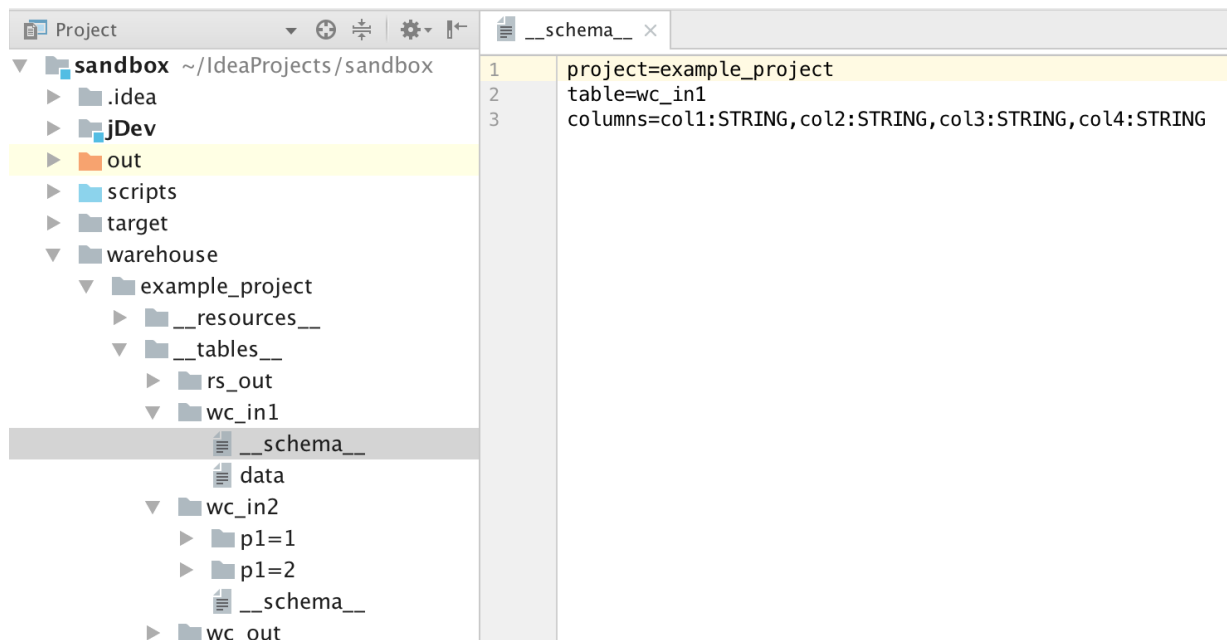 Project
sandbox ~/IdeaProjects/sandbox
.idea
jDev
out
scripts
target
warehouse
example_project
__resources__
__tables__
rs_out
wc_in1
__schema__
data
wc_in2
p1=1
p1=2
__schema__
wc_out
__schema__
1 project=example_project
2 table=wc_in1
3 columns=col1:STRING,col2:STRING,col3:STRING,col4:STRING